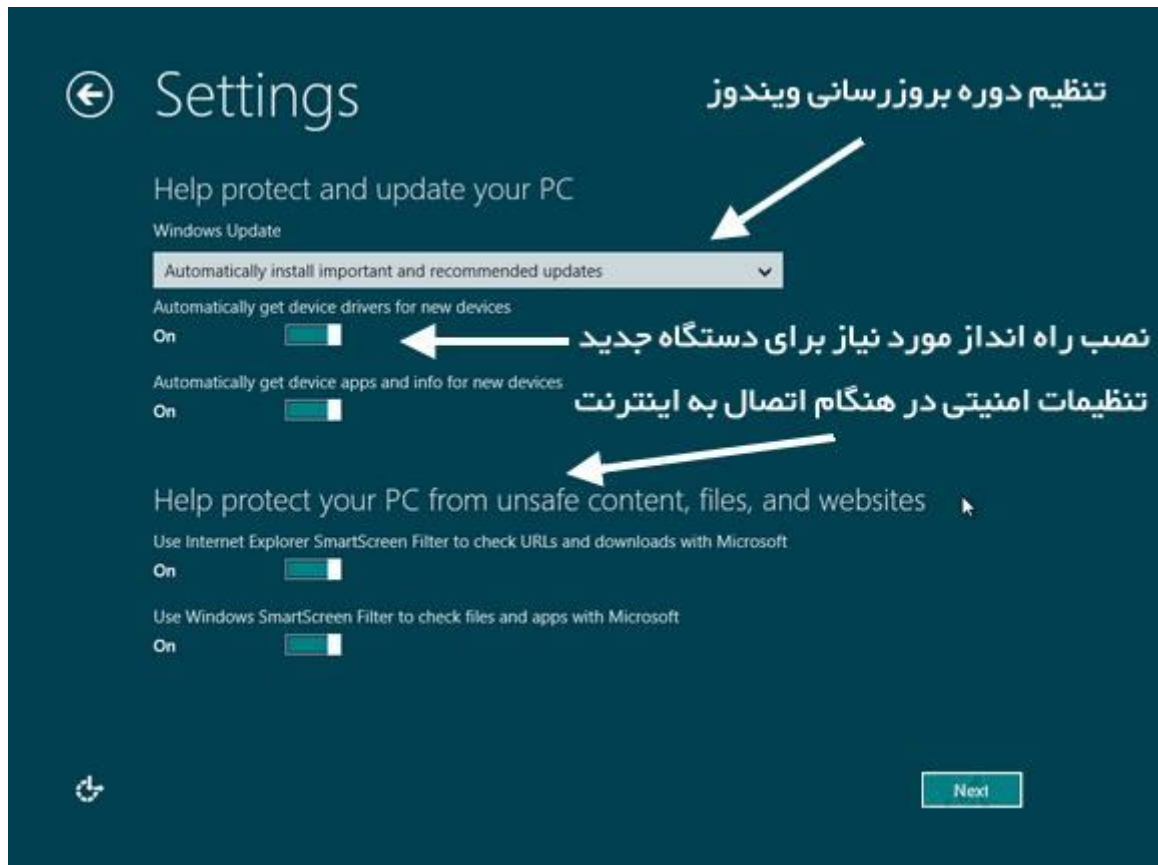 Settings
تنظیم دوره بروزرسانی ویندوز
Help protect and update your PC
Windows Update
Automatically install important and recommended updates
Automatically get device drivers for new devices
On
نصب راه انداز مورد نیاز برای دستگاه جدید
Automatically get device apps and info for new devices
On
تنظیمات امنیتی در هنگام اتصال به اینترنت
Help protect your PC from unsafe content, files, and websites
Use Internet Explorer SmartScreen Filter to check URLs and downloads with Microsoft
On
Use Windows SmartScreen Filter to check files and apps with Microsoft
On
Next